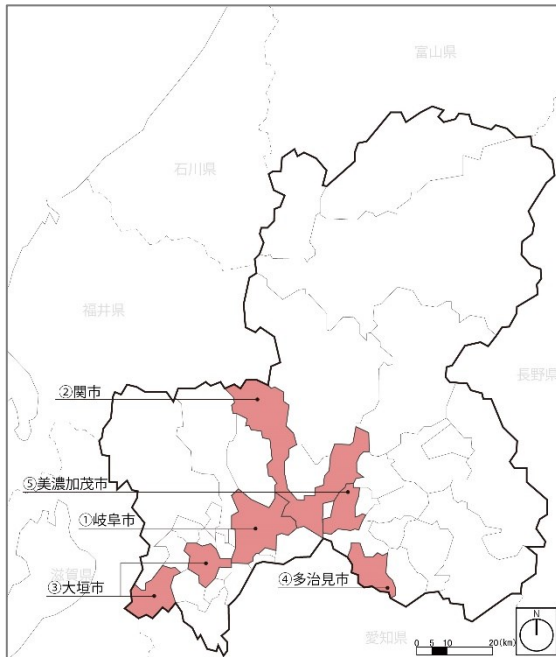 富山県
石川県
福井県
長野県
②関市
⑤美濃加茂市
①岐阜市
滋賀県
③大垣市
④多治見市
愛知県
N
0 5 10 20(km)